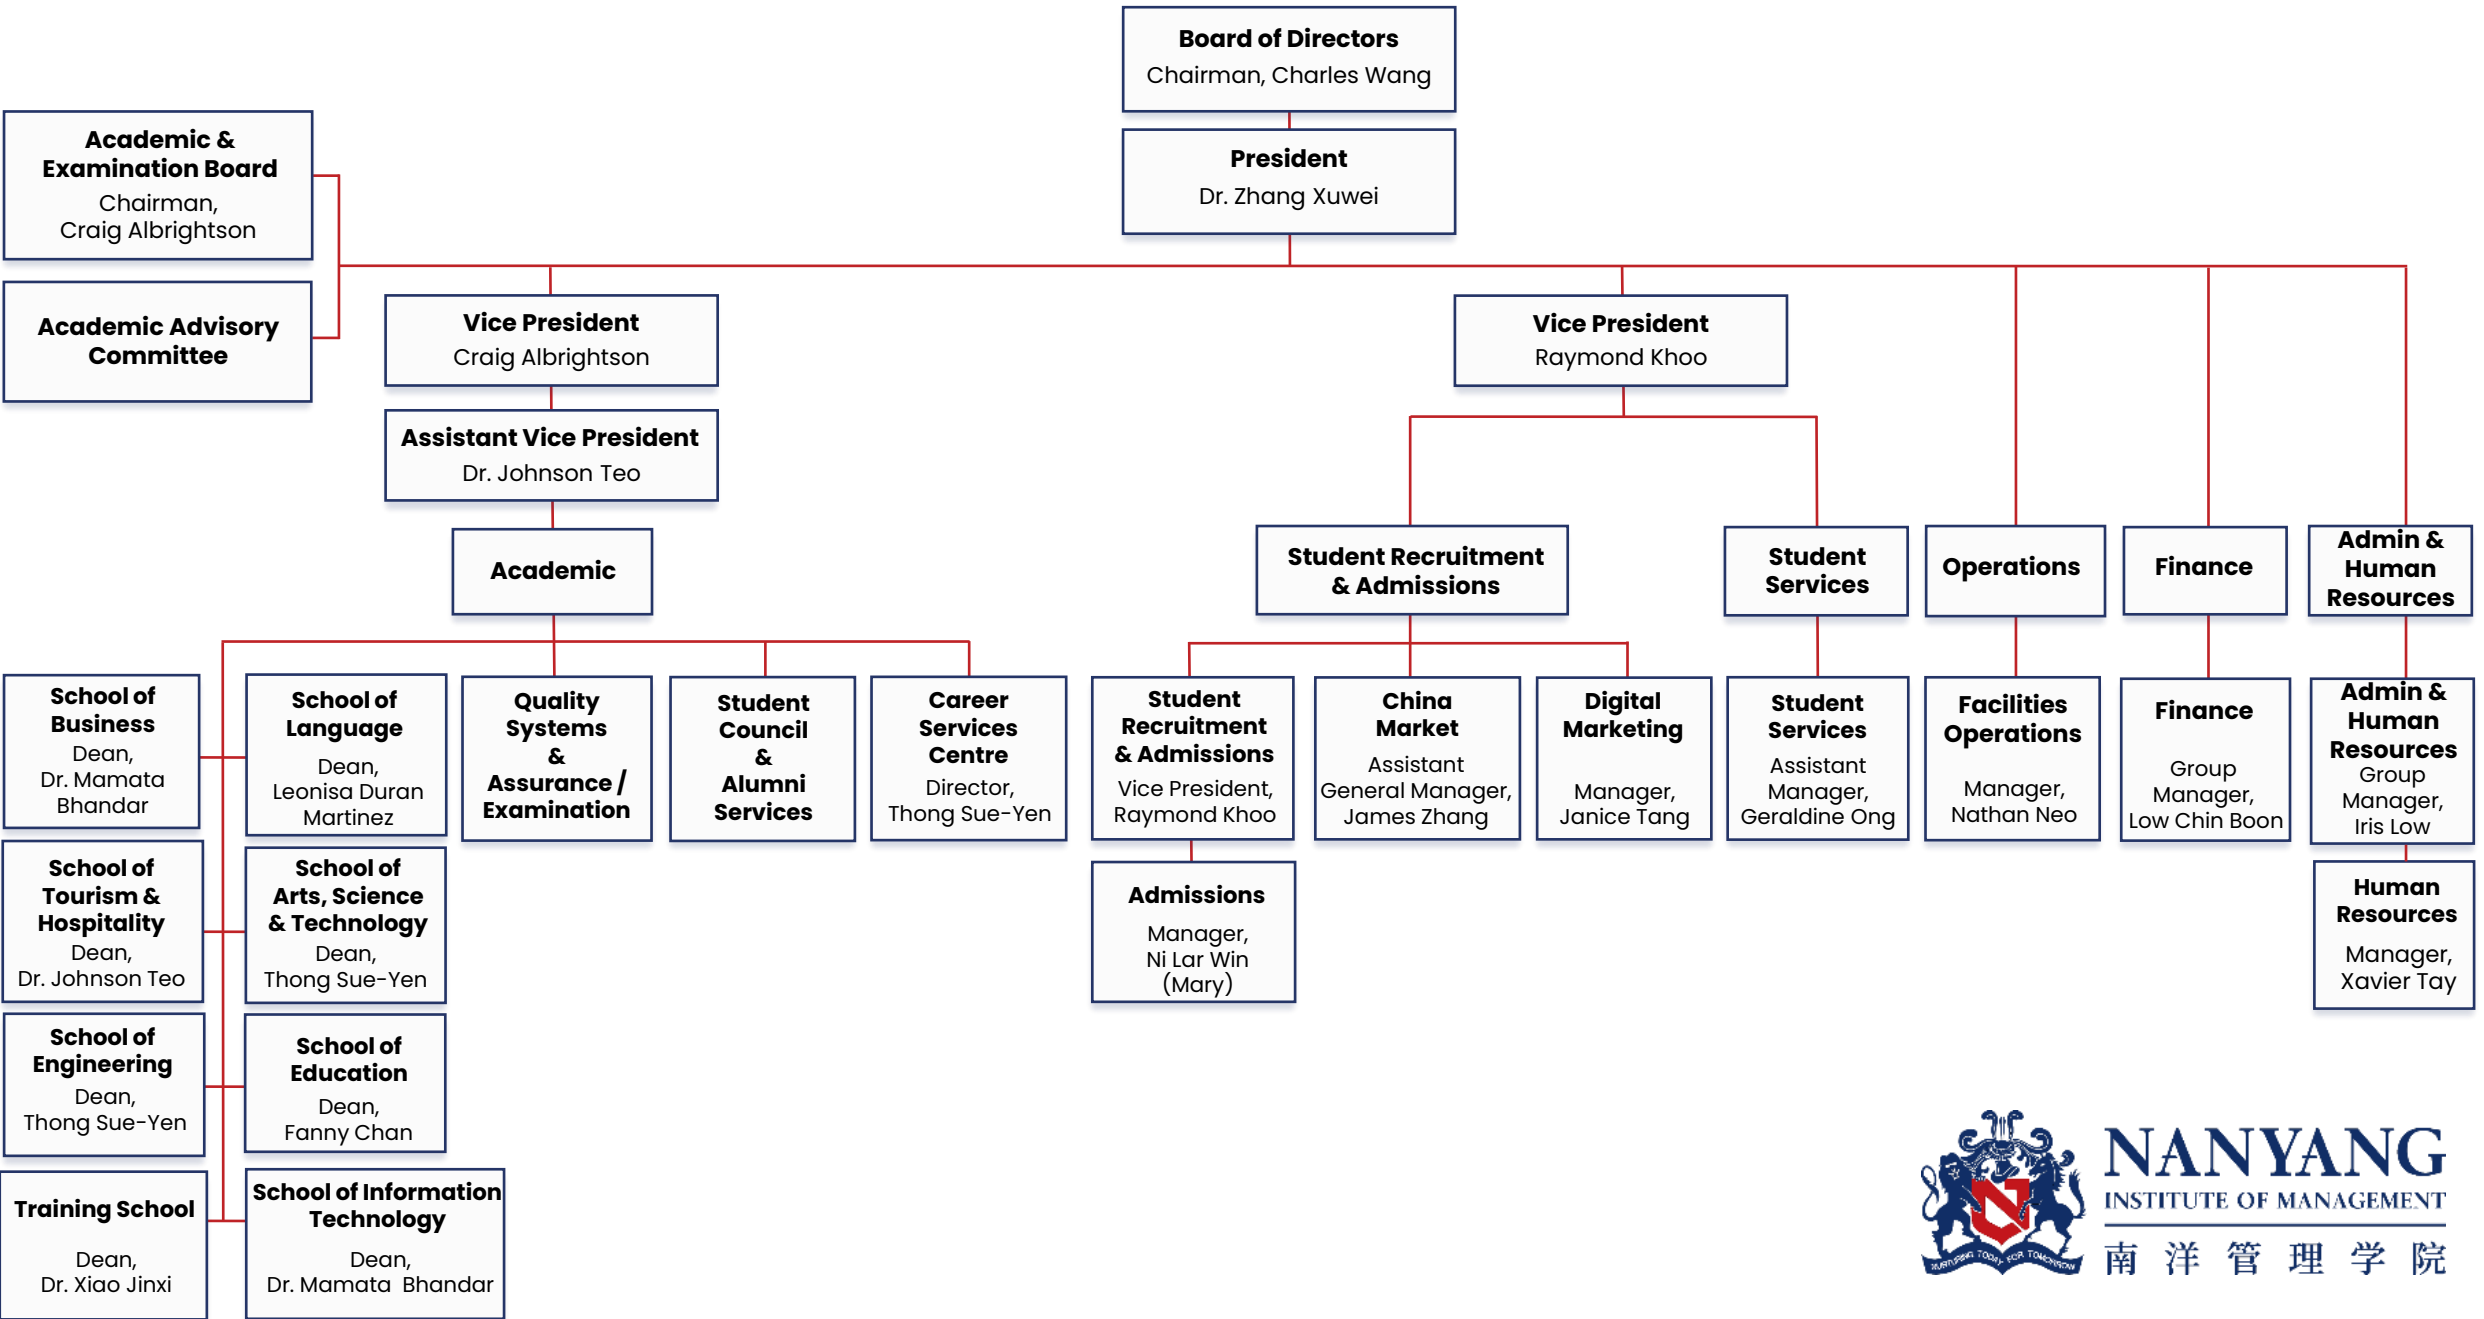 Board of Directors
Chairman, Charles Wang
President
Dr. Zhang Xuwei
Academic &
Examination Board
Chairman,
Craig Albrightson
Academic Advisory
Committee
Vice President
Craig Albrightson
Assistant Vice President
Dr. Johnson Teo
Academic
Vice President
Raymond Khoo
Student Recruitment
& Admissions
Student
Services
Operations
Finance
Admin &
Human
Resources
School of
Business
Dean,
Dr. Mamata
Bhandar
School of
Language
Dean,
Leonisa Duran
Martinez
Quality
Systems
&
Assurance /
Examination
Student
Council
&
Alumni
Services
Career
Services
Centre
Director,
Thong Sue-Yen
Student
Recruitment
& Admissions
Vice President,
Raymond Khoo
China
Market
Assistant
General Manager,
James Zhang
Digital
Marketing
Manager,
Janice Tang
Student
Services
Assistant
Manager,
Geraldine Ong
Facilities
Operations
Manager,
Nathan Neo
Finance
Group
Manager,
Low Chin Boon
Admin &
Human
Resources
Group
Manager,
Iris Low
School of
Tourism &
Hospitality
Dean,
Dr. Johnson Teo
School of
Arts, Science
& Technology
Dean,
Thong Sue-Yen
Admissions
Manager,
Ni Lar Win
(Mary)
Human
Resources
Manager,
Xavier Tay
School of
Engineering
Dean,
Thong Sue-Yen
School of
Education
Dean,
Fanny Chan
Training School
Dean,
Dr. Xiao Jinxi
School of Information
Technology
Dean,
Dr. Mamata  Bhandar
NURTURING TODAY FOR TOMORROW
NANYANG
INSTITUTE OF MANAGEMENT
南洋管理学院